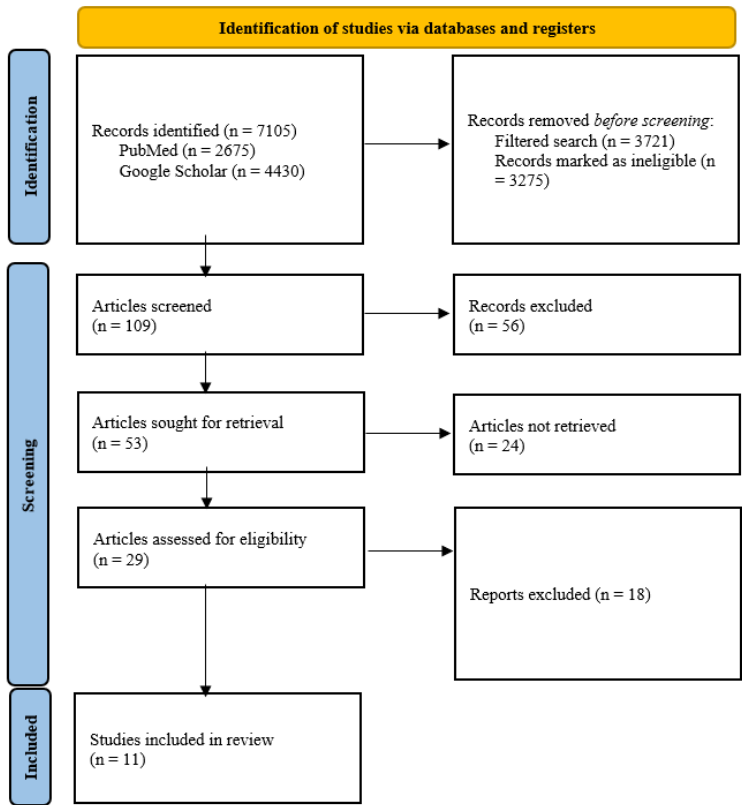 Identification of studies via databases and registers
Identification
Records identified (n = 7105)
PubMed (n = 2675)
Google Scholar (n = 4430)
Records removed before screening:
Filtered search (n = 3721)
Records marked as ineligible (n
= 3275)
Screening
Articles screened
(n = 109)
Records excluded
(n = 56)
Articles sought for retrieval
(n = 53)
Articles not retrieved
(n = 24)
Articles assessed for eligibility
(n = 29)
Reports excluded (n = 18)
Included
Studies included in review
(n = 11)